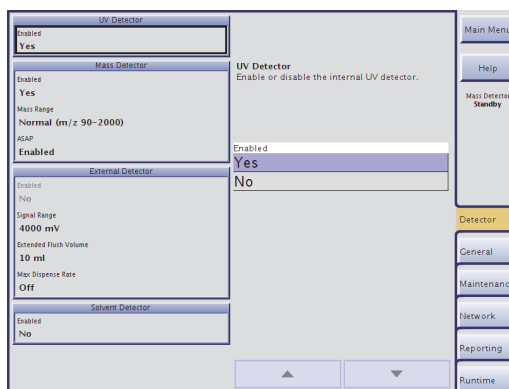 UV Detector
Enabled
Yes
Mass Detector
Enabled
Yes
Mass Range
Normal (m/z 90-2000)
ASAP
Enabled
External Detector
Enabled
No
Signal Range
4000 mV
Extended Flush Volume
10 ml
Max Dispense Rate
Off
Solvent Detector
Enabled
No
UV Detector
Enable or disable the internal UV detector.
Enabled
Yes
No
Main Menu
Help
Mass Detector
Standby
Detector
General
Maintenanc
Network
Reporting
Runtime